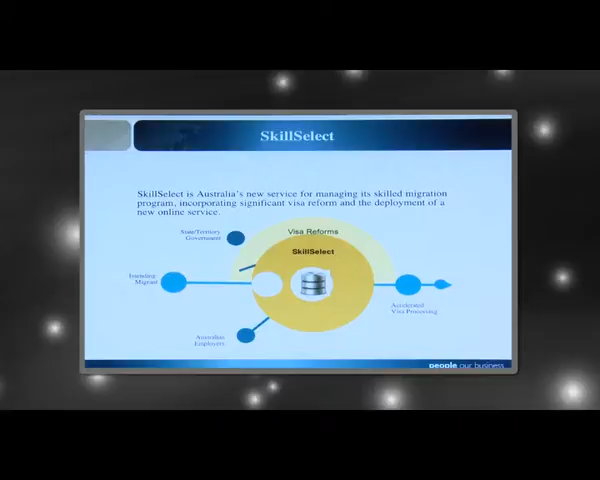 SkillSelect
SkillSelect is Australia's new service for managing its skilled migration
program, incorporating significant visa reform and the deployment of a
new online service.
State/Territory
Government
Visa Reforms
SkillSelect
Intending
Migrant
Accelerated
Visa Processing
Australian
Employers
people our business